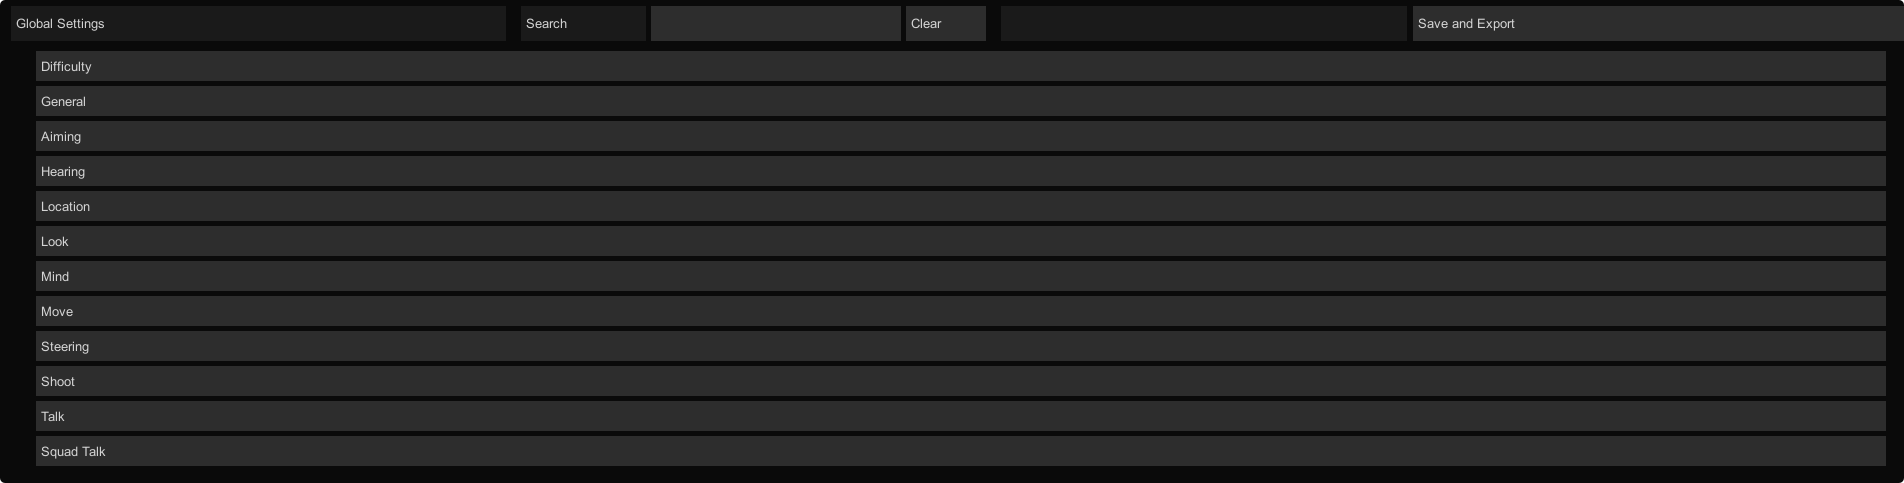 Global Settings Search Clear Save and Export
Difficulty
General
Aiming
Hearing
Location
Look
Mind
Move
Steering
Shoot
Talk
Squad Talk